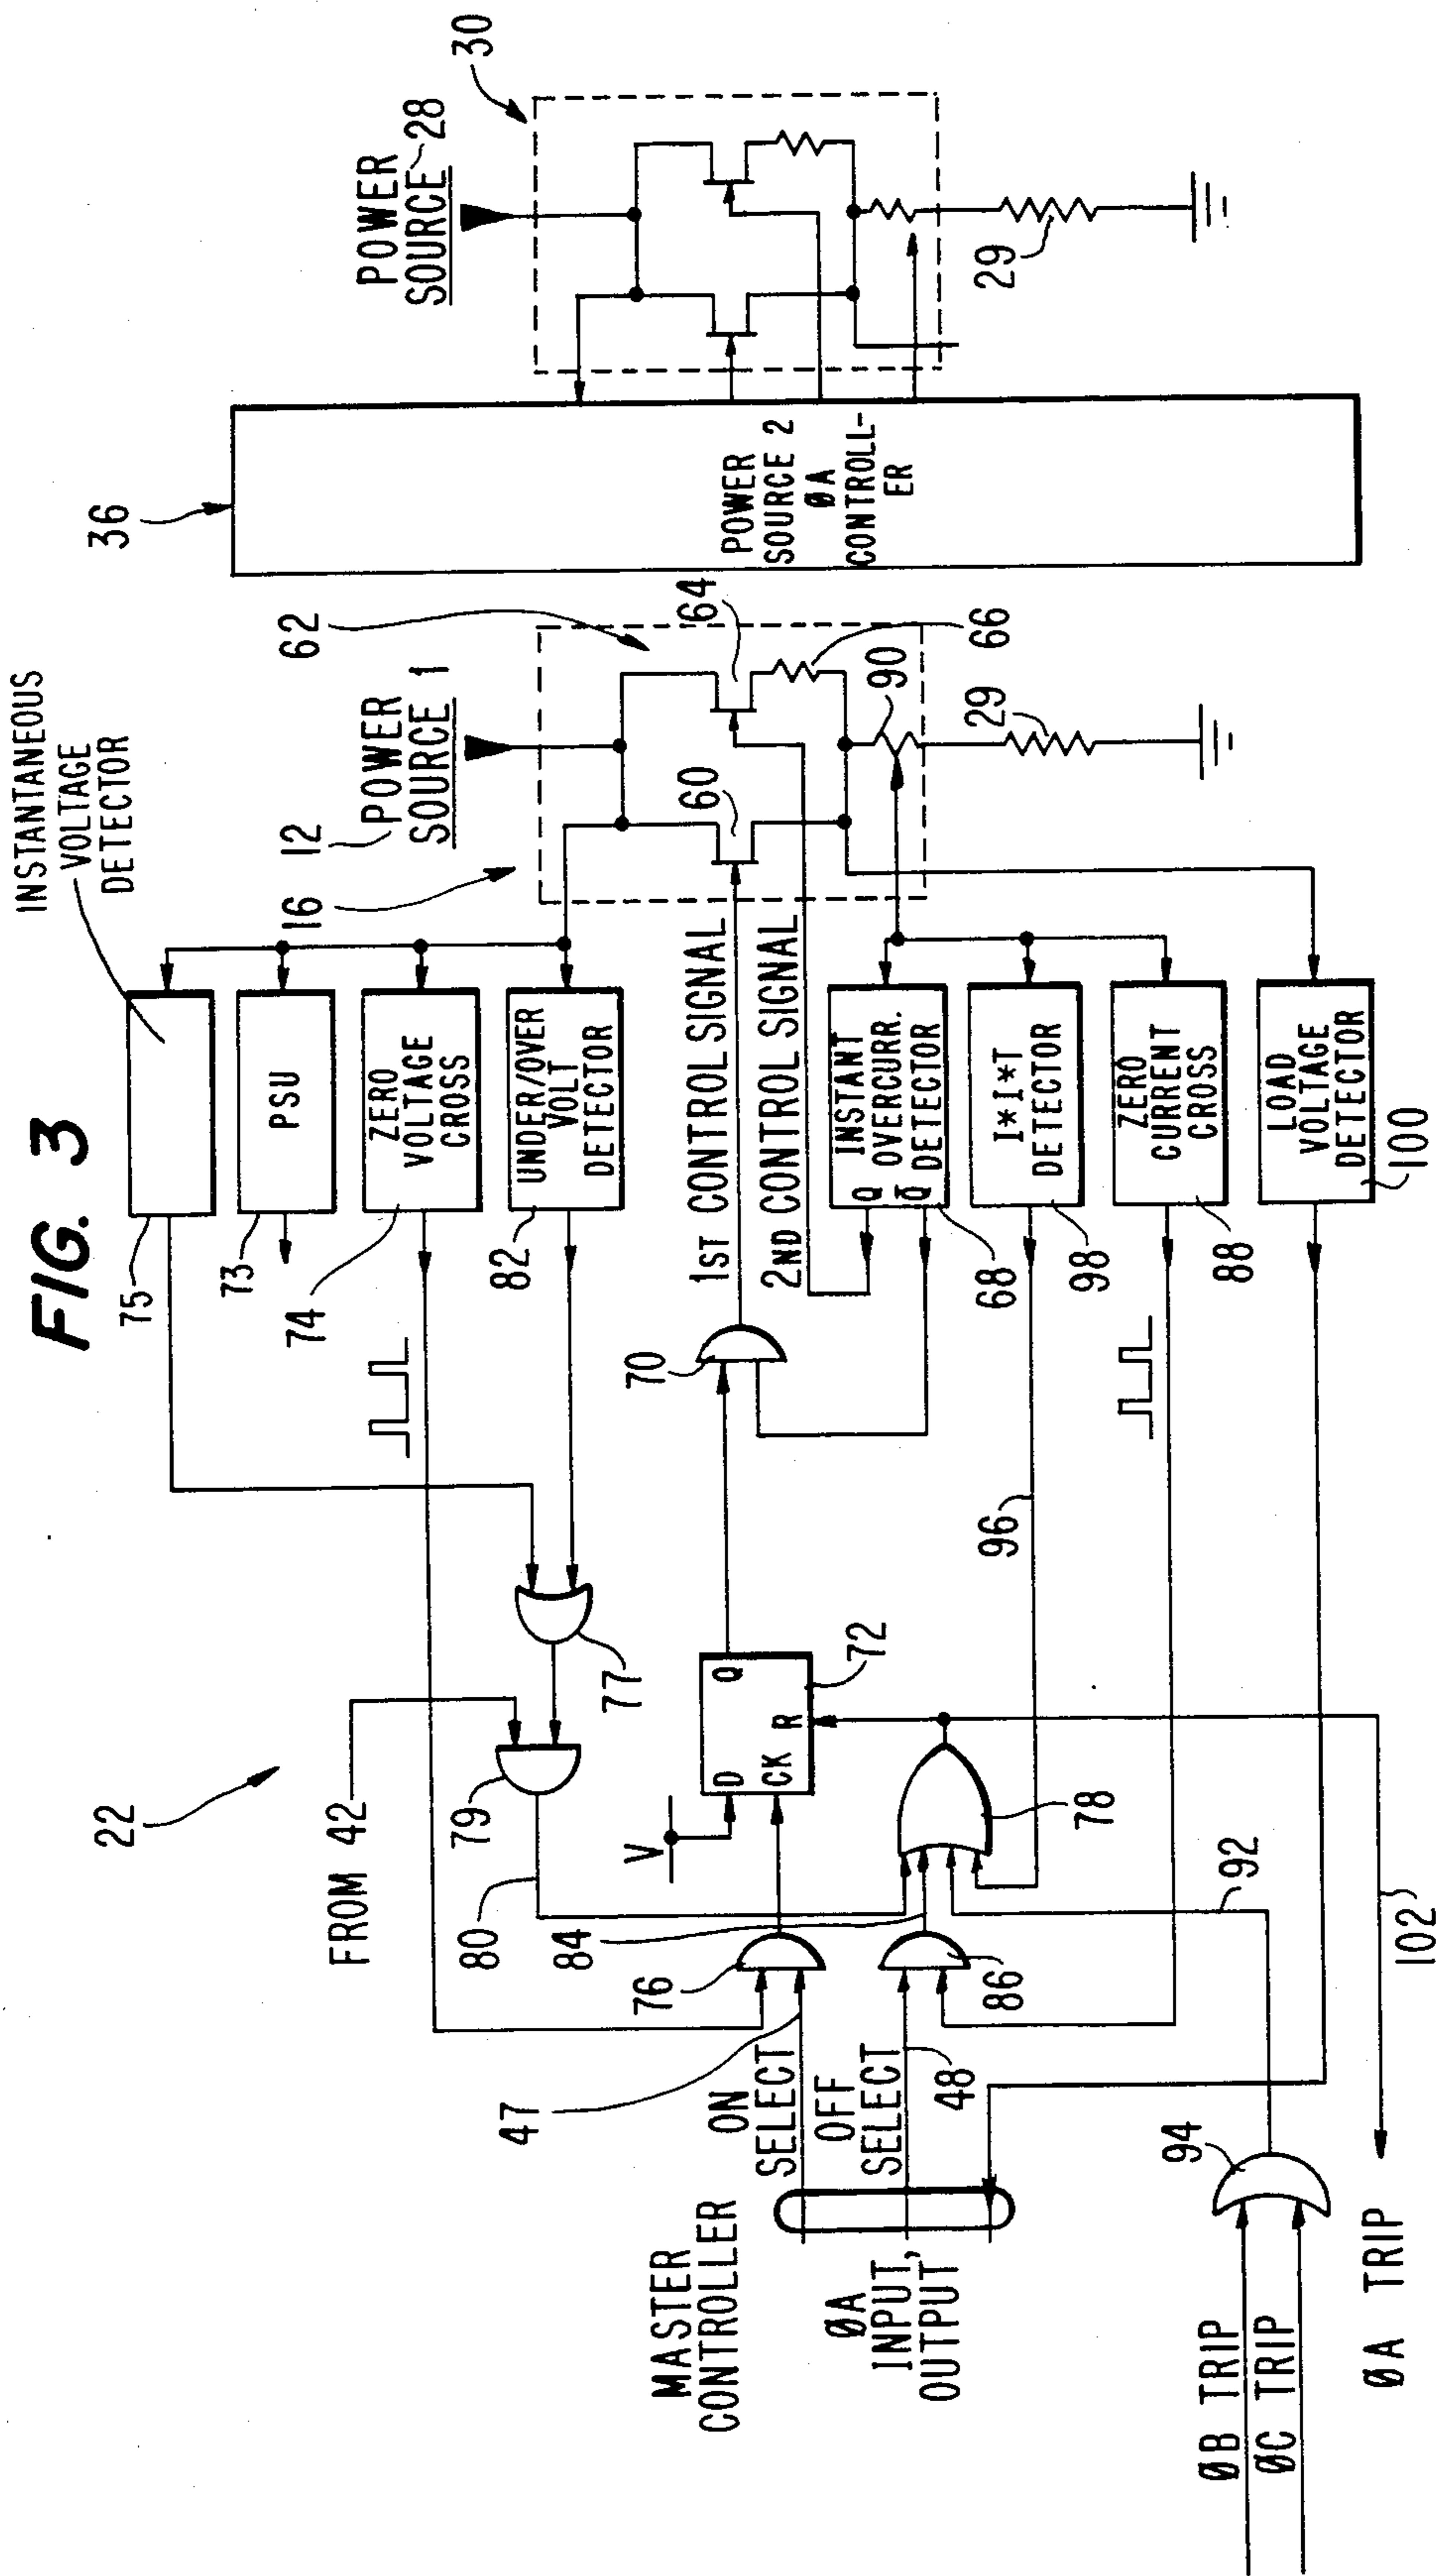 FIG. 3
INSTANTANEOUS
VOLTAGE
DETECTOR
75
73
PSU
74
ZERO
VOLTAGE
CROSS
82
UNDER/OVER
VOLT
DETECTOR
16
12
POWER
SOURCE 1
62
64
60
66
90
29
36
POWER
SOURCE 2
ØA
CONTROLL-
ER
POWER
SOURCE
28
30
29
22
FROM 42
79
77
80
84
76
70
1ST CONTROL SIGNAL
2ND CONTROL SIGNAL
V
D
Q
CK
R
72
INSTANT
Q OVERCURR.
Q̅ DETECTOR
68
I*I*T
DETECTOR
98
96
ZERO
CURRENT
CROSS
88
LOAD
VOLTAGE
DETECTOR
100
78
86
92
47
ON
SELECT
OFF
SELECT
48
MASTER
CONTROLLER
ØA
INPUT,
OUTPUT
94
102
ØB TRIP
ØC TRIP
ØA TRIP